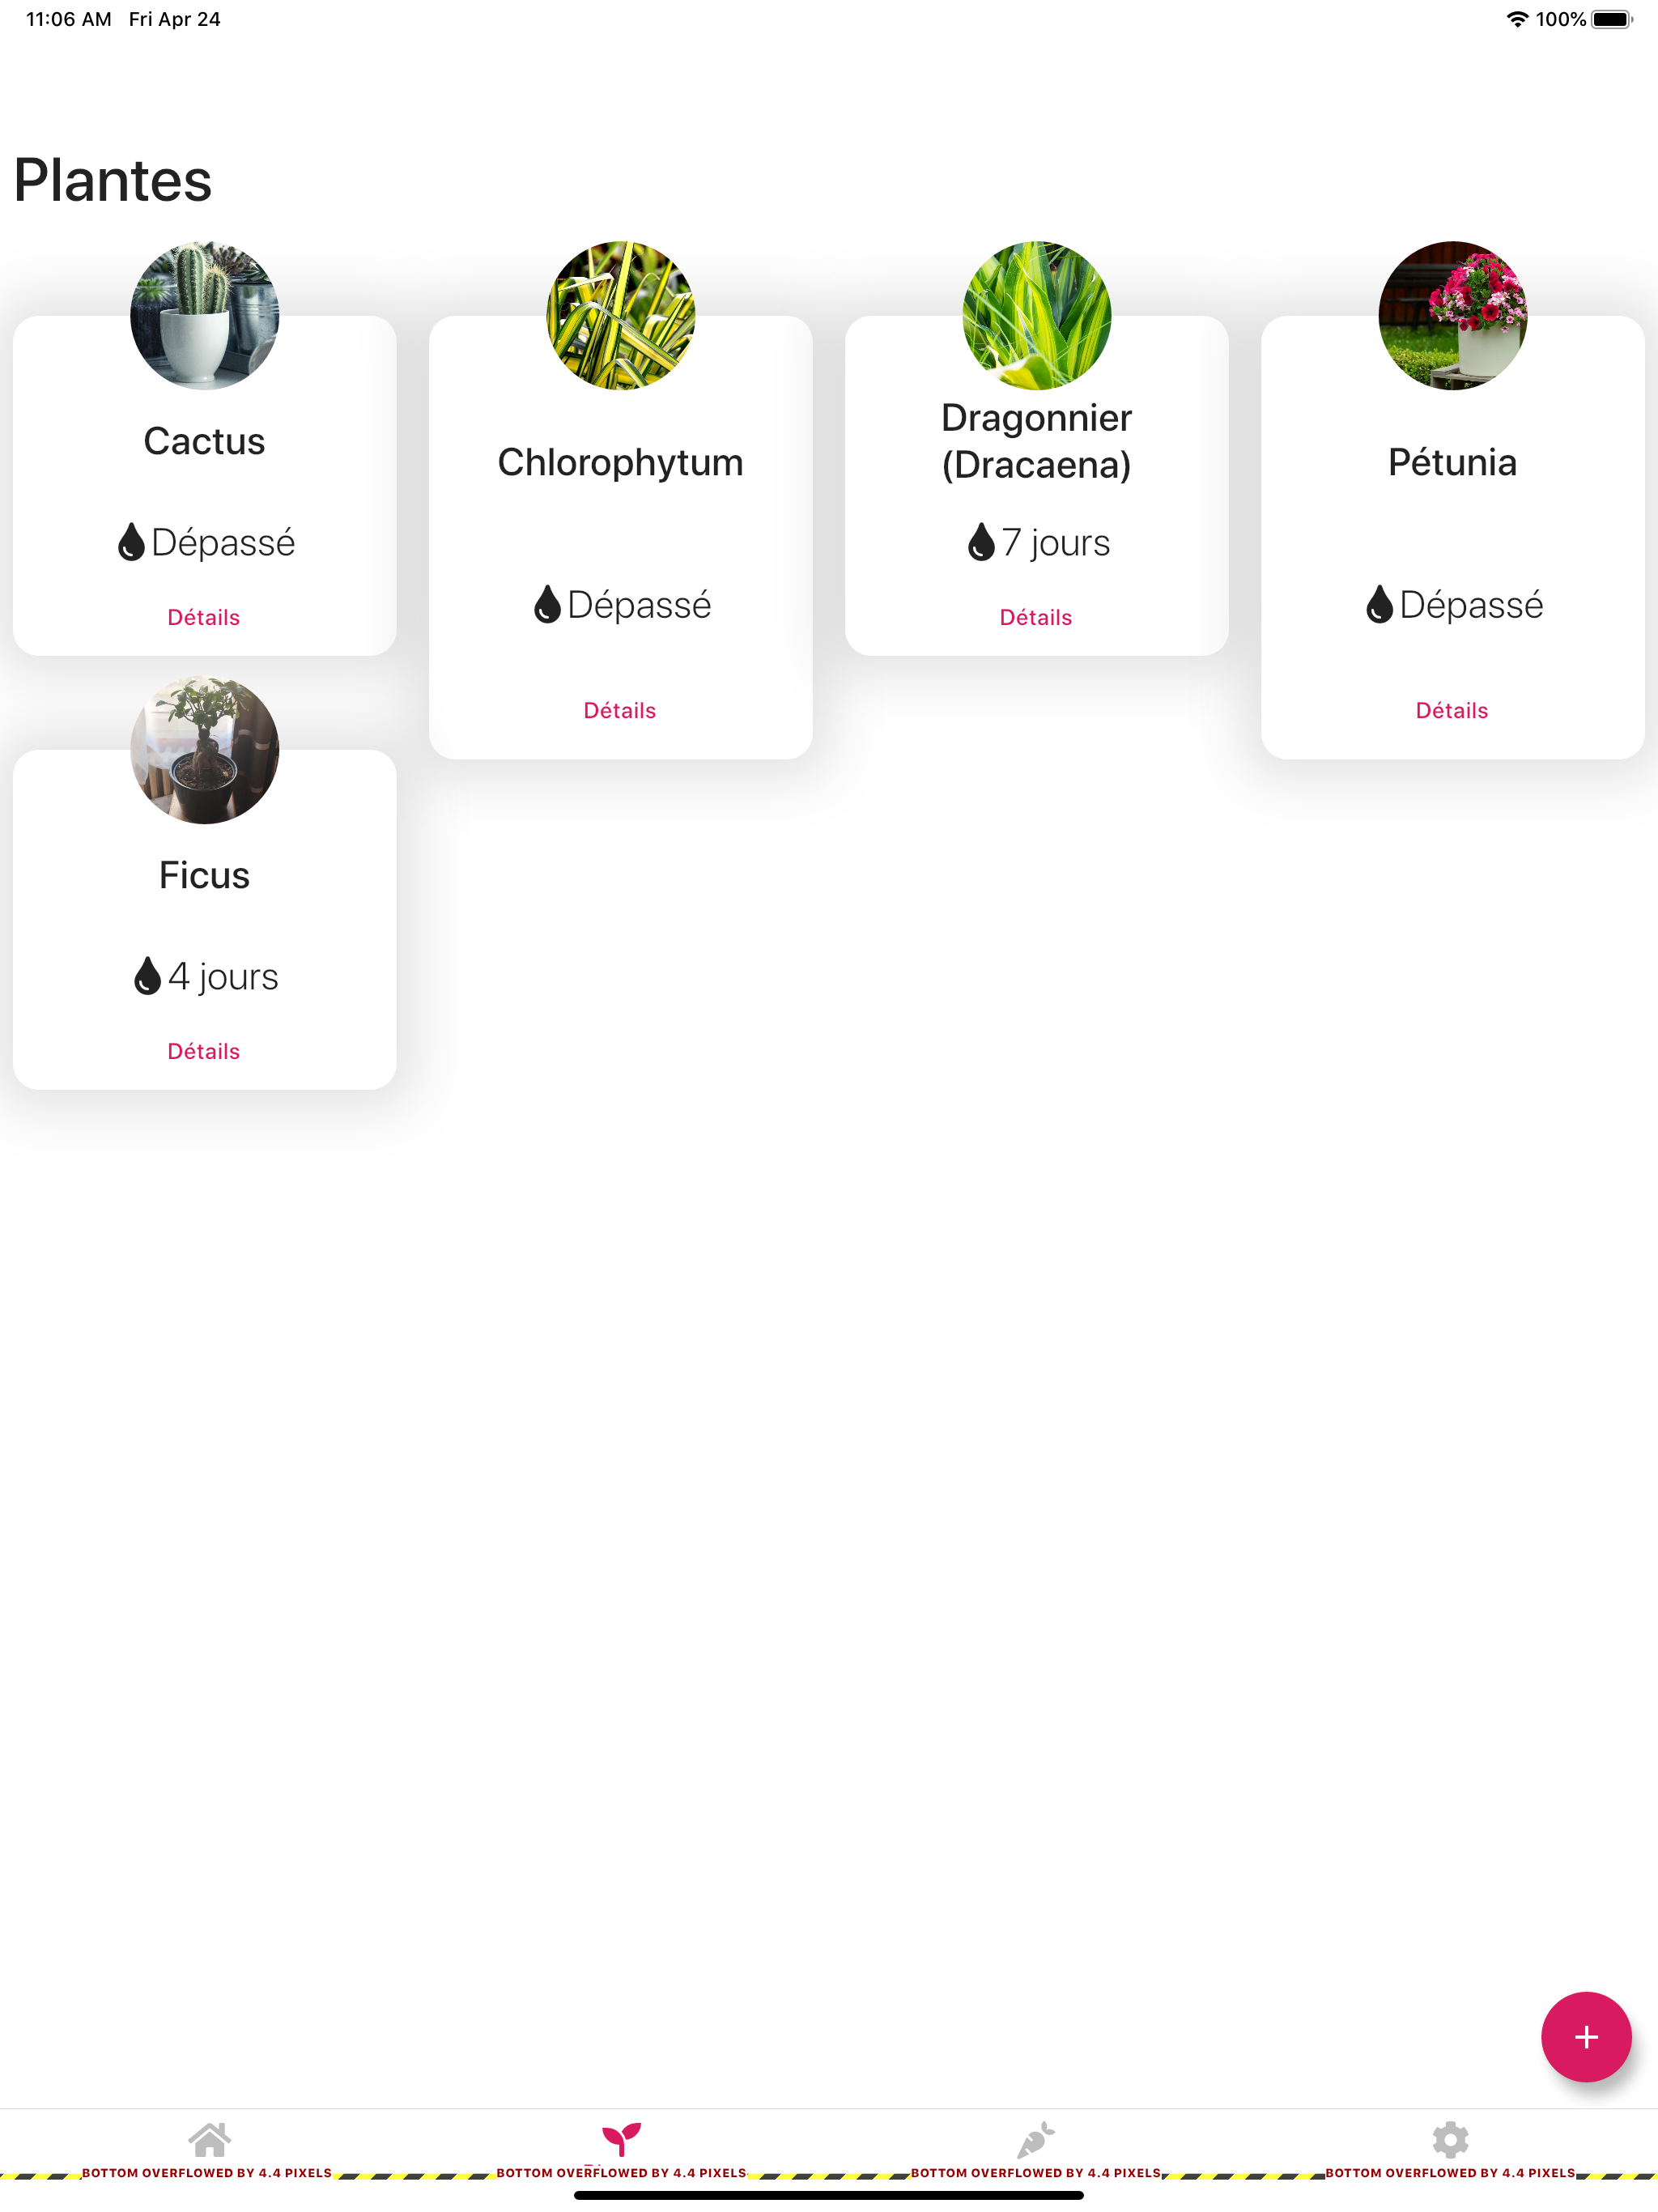 11:06 AM Fri Apr 24
100%
Plantes
Cactus
Dépassé
Détails
Chlorophytum
Dépassé
Détails
Dragonnier
(Dracaena)
7 jours
Détails
Pétunia
Dépassé
Détails
Ficus
4 jours
Détails
+
BOTTOM OVERFLOWED BY 4.4 PIXELS
BOTTOM OVERFLOWED BY 4.4 PIXELS
BOTTOM OVERFLOWED BY 4.4 PIXELS
BOTTOM OVERFLOWED BY 4.4 PIXELS